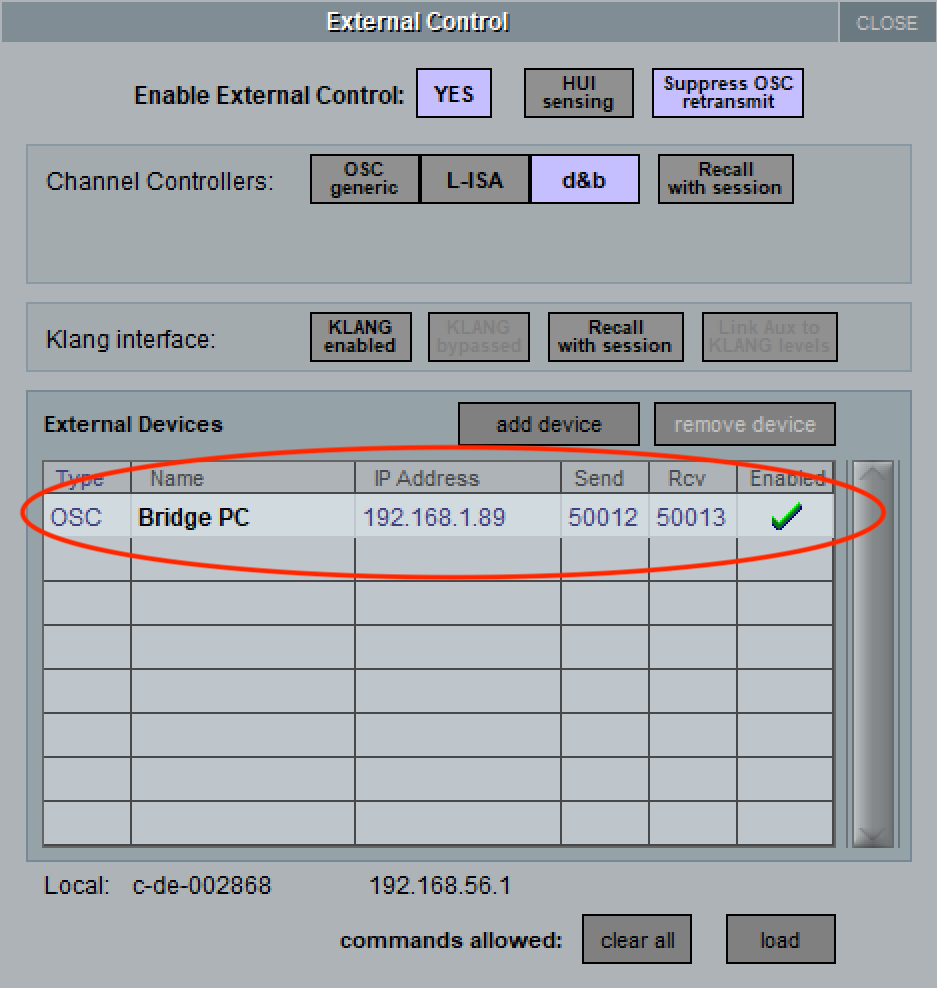 External Control
CLOSE
Enable External Control: YES HUI sensing Suppress OSC retransmit
Channel Controllers: OSC generic L-ISA d&b Recall with session
Klang interface: KLANG enabled KLANG bypassed Recall with session Link Aux to KLANG levels
External Devices add device remove device
Type Name IP Address Send Rcv Enabled
OSC Bridge PC 192.168.1.89 50012 50013
Local: c-de-002868 192.168.56.1
commands allowed: clear all load